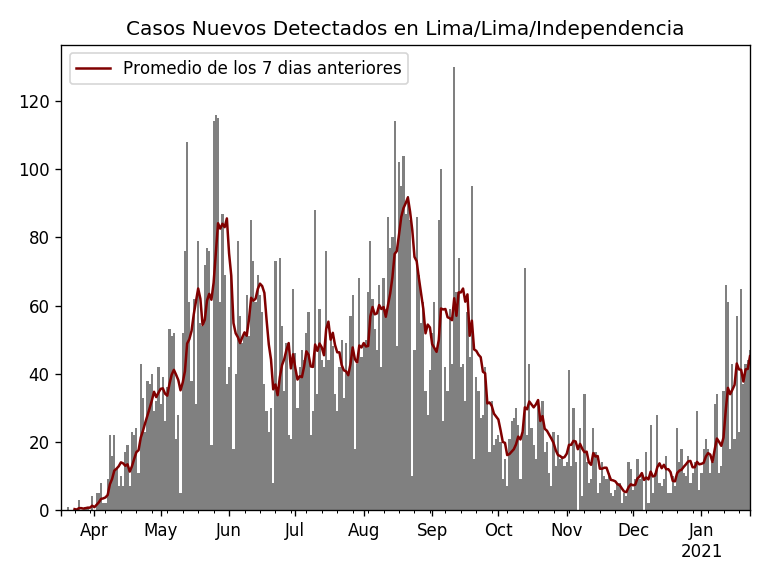 Casos Nuevos Detectados en Lima/Lima/Independencia
Promedio de los 7 dias anteriores
120
100
80
60
40
20
0
Apr May Jun Jul Aug Sep Oct Nov Dec Jan
2021